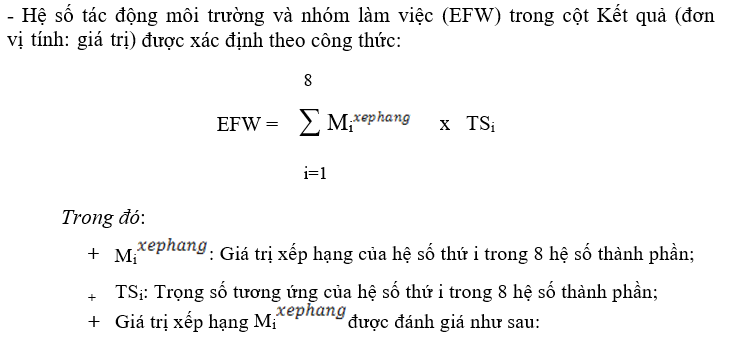 - Hệ số tác động môi trường và nhóm làm việc (EFW) trong cột Kết quả (đơn
vị tính: giá trị) được xác định theo công thức:
8
EFW = ∑ Mi^xephang x TSi
i=1
Trong đó:
+ Mi^xephang: Giá trị xếp hạng của hệ số thứ i trong 8 hệ số thành phần;
+ TSi: Trọng số tương ứng của hệ số thứ i trong 8 hệ số thành phần;
+ Giá trị xếp hạng Mi^xephang được đánh giá như sau: